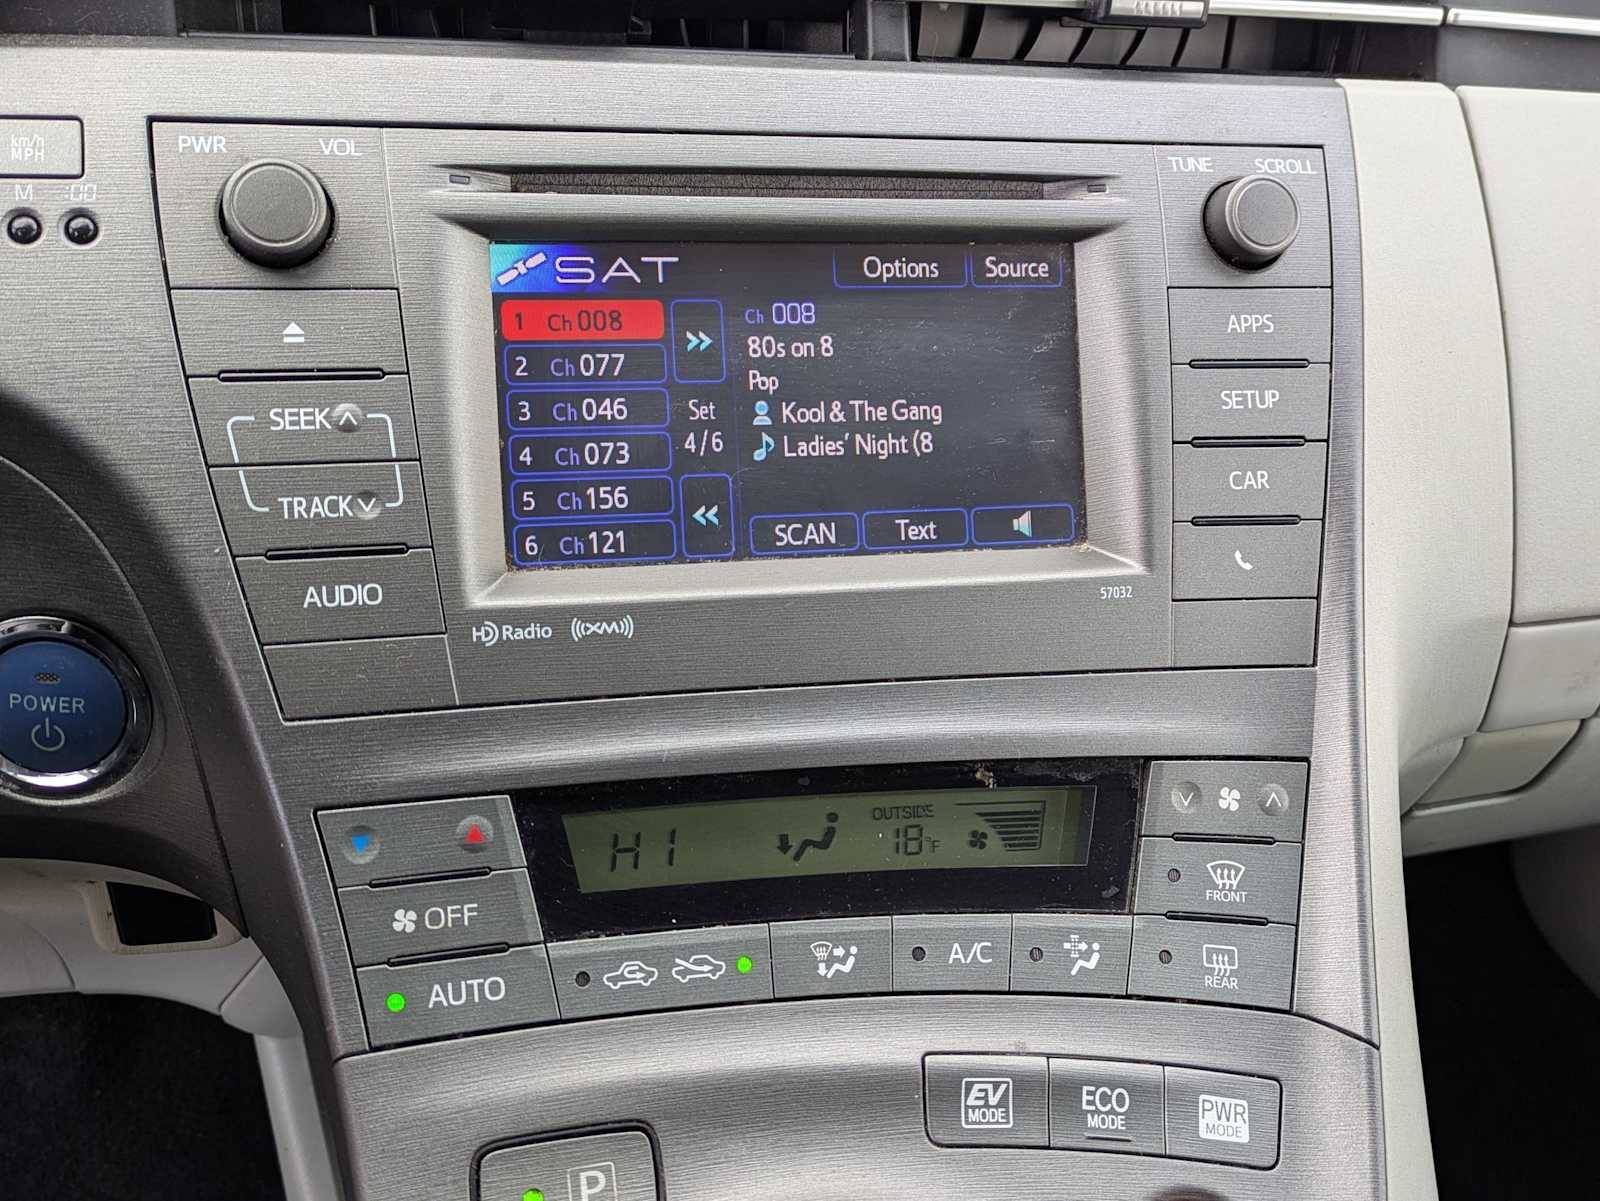 km/h
MPH
M :00
PWR VOL
TUNE SCROLL
SAT
Options
Source
1 Ch 008
2 Ch 077
3 Ch 046
4 Ch 073
5 Ch 156
6 Ch 121
Set
4/6
Ch 008
80s on 8
Pop
Kool & The Gang
Ladies' Night (8
SCAN
Text
SEEK
TRACK
AUDIO
APPS
SETUP
CAR
57032
HD Radio
((XM))
POWER
HI
OUTSIDE
18°F
OFF
AUTO
A/C
FRONT
REAR
EV
MODE
ECO
MODE
PWR
MODE
P